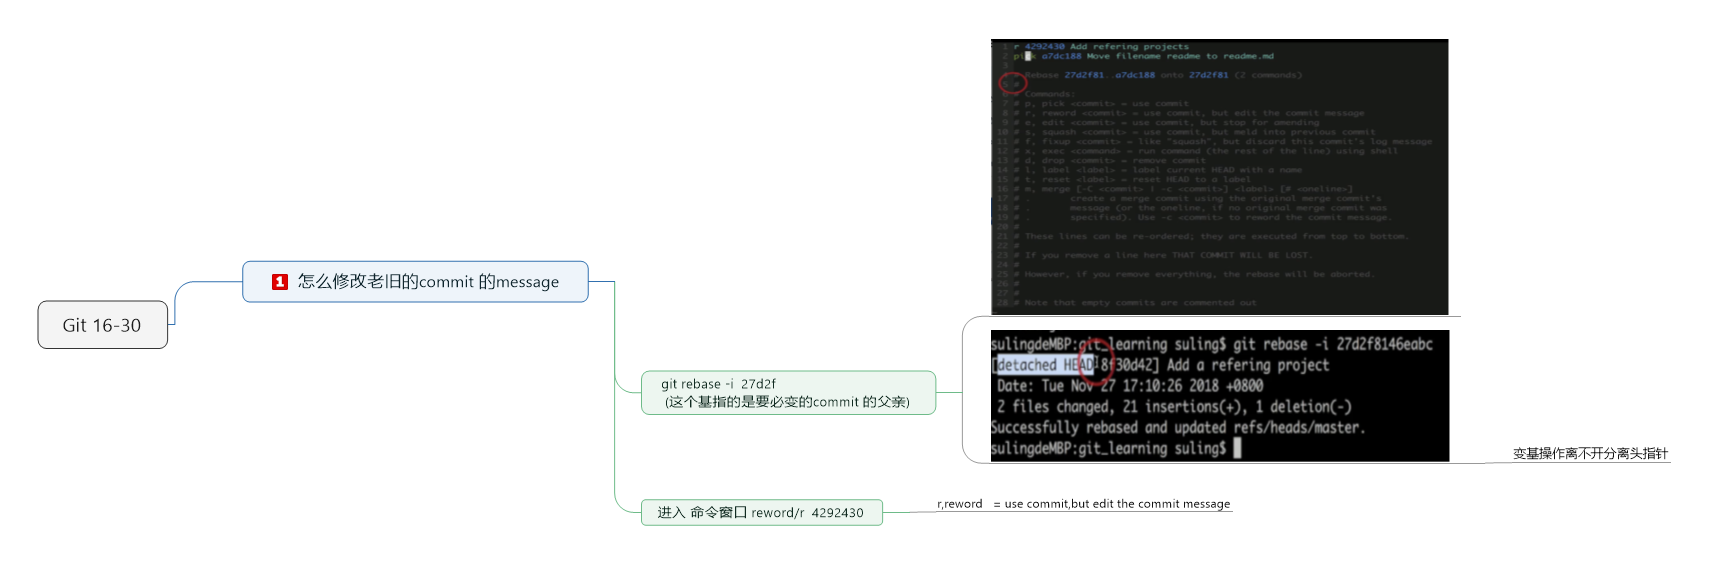 Git 16-30
1 怎么修改老旧的commit 的message
git rebase -i 27d2f
(这个基指的是要必变的commit 的父亲)
1 r 4292430 Add refering projects
2 pick a7dc188 Move filename readme to readme.md
3
4 # Rebase 27d2f81..a7dc188 onto 27d2f81 (2 commands)
5 #
6 # Commands:
7 # p, pick <commit> = use commit
8 # r, reword <commit> = use commit, but edit the commit message
9 # e, edit <commit> = use commit, but stop for amending
10 # s, squash <commit> = use commit, but meld into previous commit
11 # f, fixup <commit> = like "squash", but discard this commit's log message
12 # x, exec <command> = run command (the rest of the line) using shell
13 # d, drop <commit> = remove commit
14 # l, label <label> = label current HEAD with a name
15 # t, reset <label> = reset HEAD to a label
16 # m, merge [-C <commit> | -c <commit>] <label> [# <oneline>]
17 # . create a merge commit using the original merge commit's
18 # . message (or the oneline, if no original merge commit was
19 # . specified). Use -c <commit> to reword the commit message.
20 #
21 # These lines can be re-ordered; they are executed from top to bottom.
22 #
23 # If you remove a line here THAT COMMIT WILL BE LOST.
24 #
25 # However, if you remove everything, the rebase will be aborted.
26 #
27 #
28 # Note that empty commits are commented out
sulingdeMBP:git_learning suling$ git rebase -i 27d2f8146eabc
[detached HEAD 8f30d42] Add a refering project
Date: Tue Nov 27 17:10:26 2018 +0800
2 files changed, 21 insertions(+), 1 deletion(-)
Successfully rebased and updated refs/heads/master.
sulingdeMBP:git_learning suling$
变基操作离不开分离头指针
进入 命令窗口 reword/r 4292430
r,reword = use commit,but edit the commit message